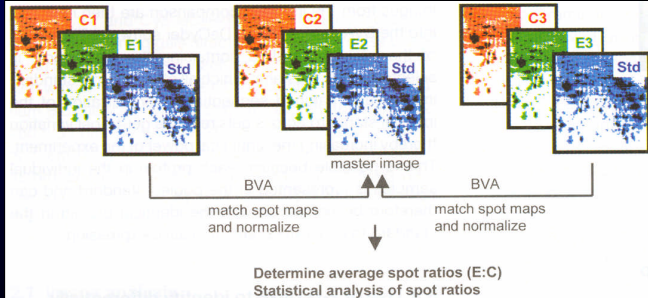 C1
E1
Std
C2
E2
Std
C3
E3
Std
master image
BVA
BVA
match spot maps
and normalize
match spot maps
and normalize
Determine average spot ratios (E:C)
Statistical analysis of spot ratios